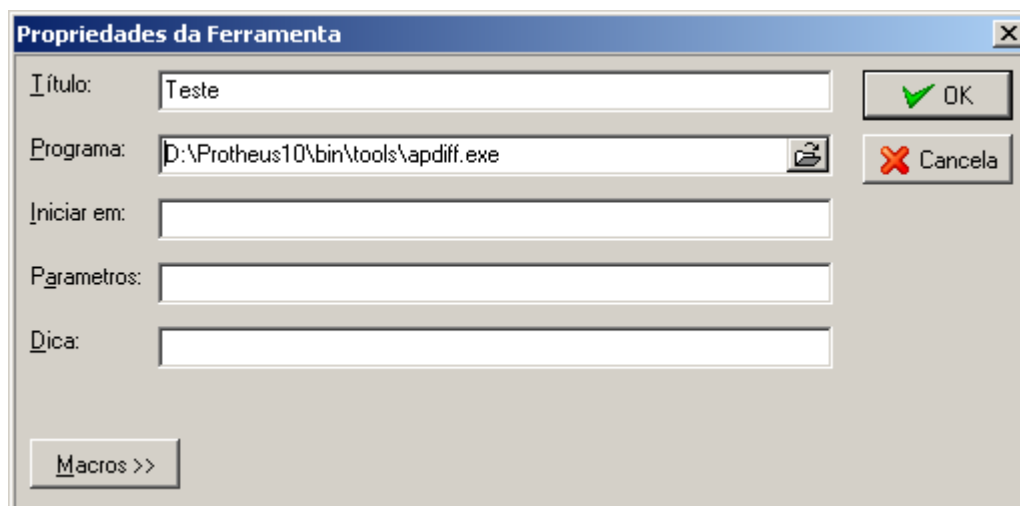 Propriedades da Ferramenta
Título: Teste OK
Programa: D:\Protheus10\bin\tools\apdiff.exe Cancela
Iniciar em:
Parametros:
Dica:
Macros >>